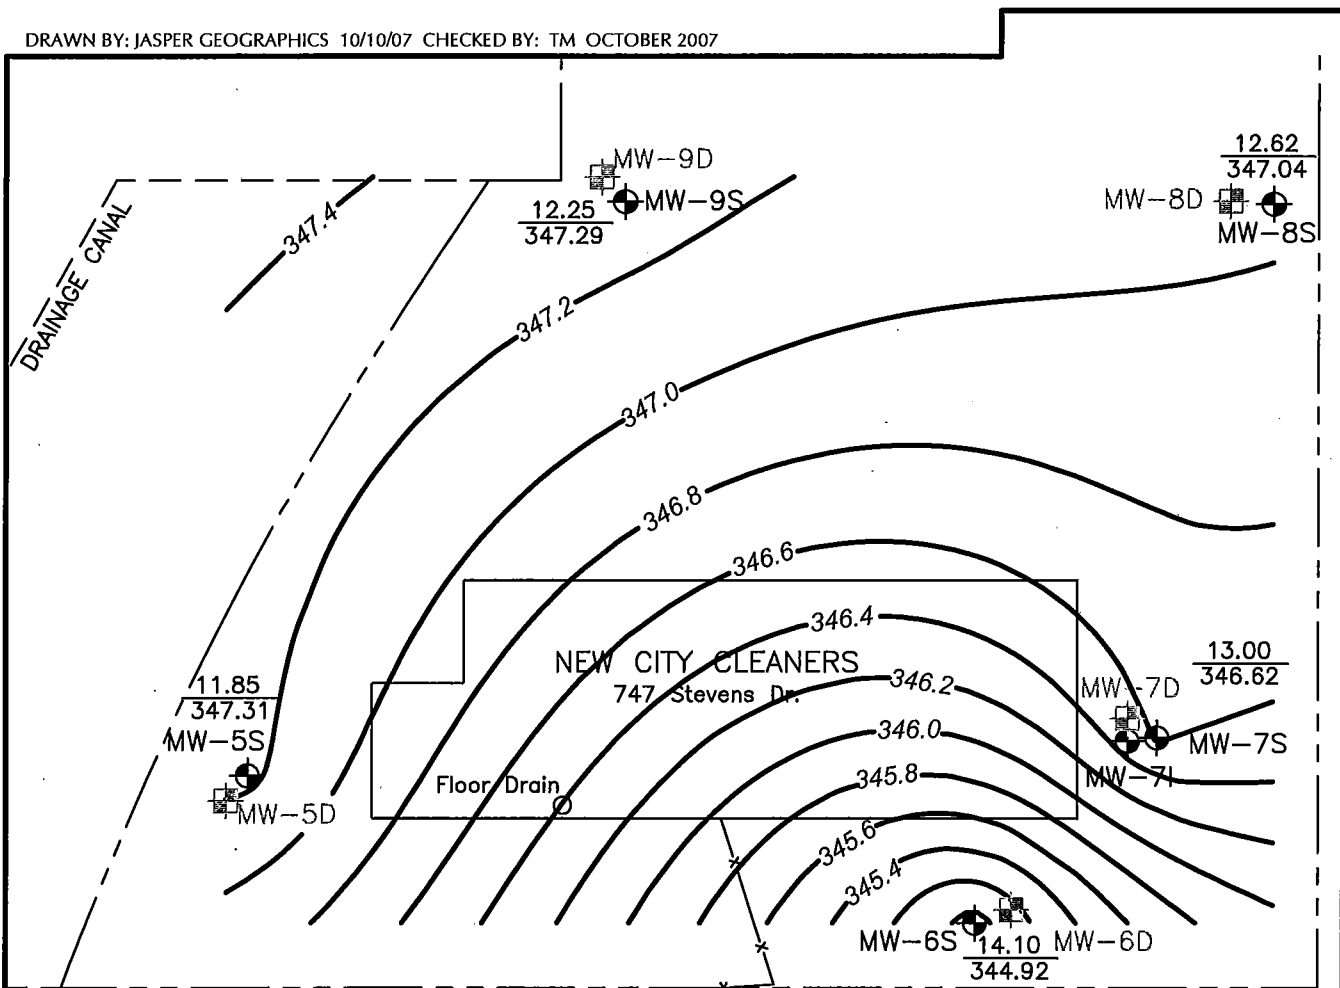 DRAWN BY: JASPER GEOGRAPHICS 10/10/07 CHECKED BY: TM OCTOBER 2007
MW-9D
12.62
347.04
MW-9S
12.25
347.29
MW-8D
MW-8S
347.4
DRAINAGE CANAL
347.2
347.0
346.8
346.6
346.4
NEW CITY CLEANERS
747 Stevens Dr.
13.00
346.62
11.85
347.31
346.2
MW-7D
MW-5S
346.0
MW-7S
MW-7I
345.8
Floor Drain
MW-5D
345.6
345.4
MW-6S
14.10
344.92
MW-6D